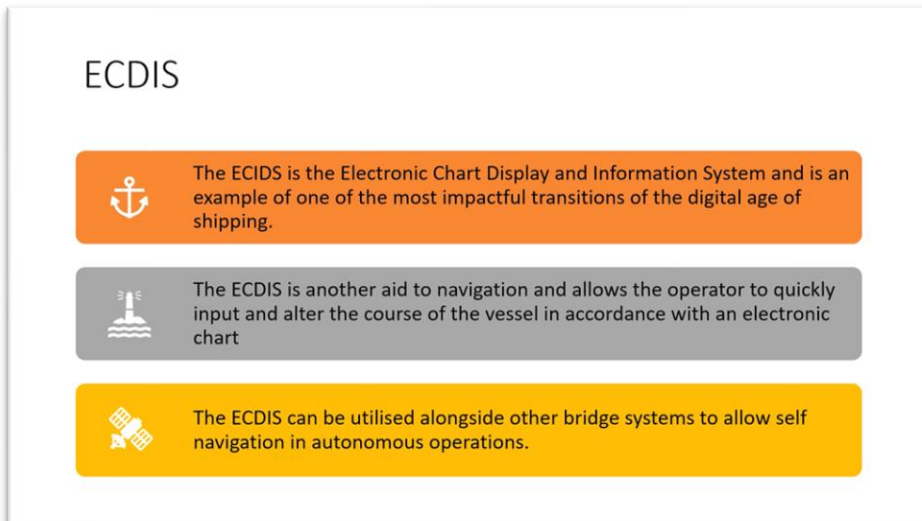 ECDIS
The ECIDS is the Electronic Chart Display and Information System and is an
example of one of the most impactful transitions of the digital age of
shipping.
The ECDIS is another aid to navigation and allows the operator to quickly
input and alter the course of the vessel in accordance with an electronic
chart
The ECDIS can be utilised alongside other bridge systems to allow self
navigation in autonomous operations.